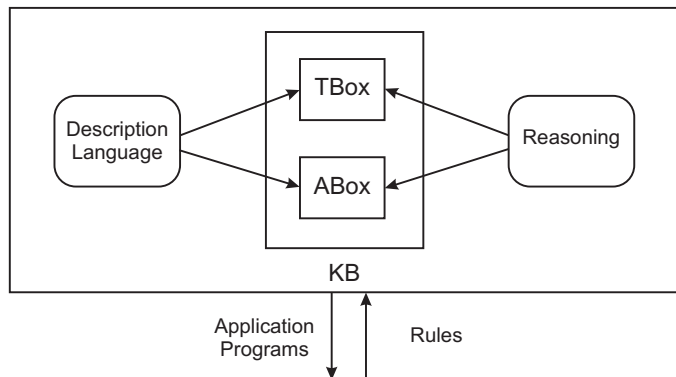 TBox
Description
Language
Reasoning
ABox
KB
Application
Programs
Rules